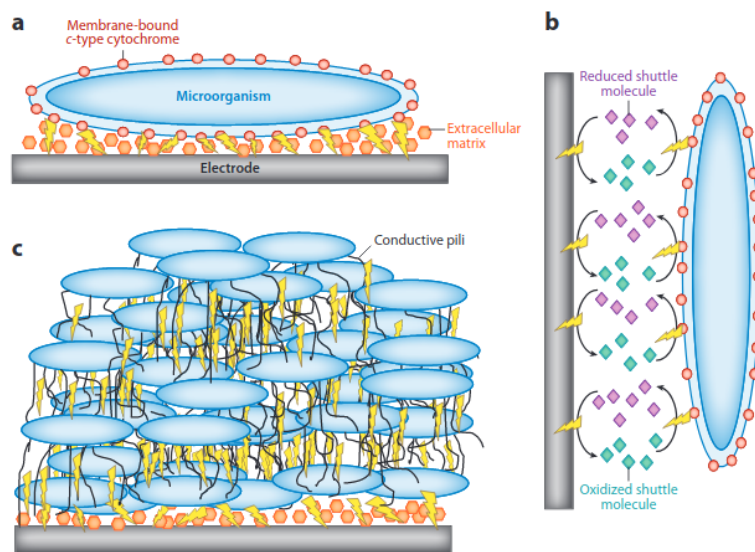 a
Membrane-bound
c-type cytochrome
Microorganism
Extracellular
matrix
Electrode
b
Reduced shuttle
molecule
Oxidized shuttle
molecule
c
Conductive pili